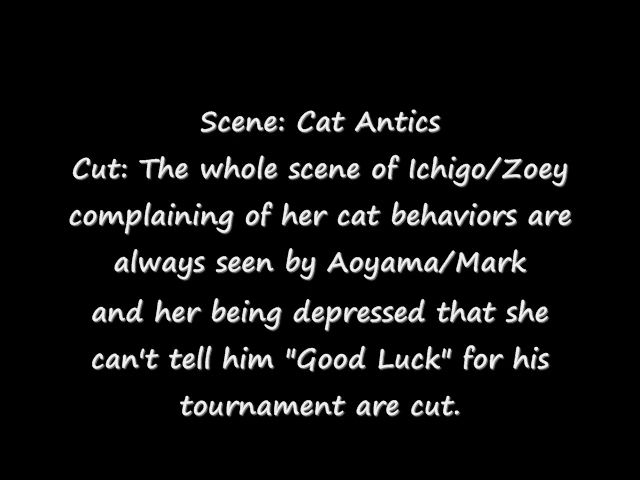 Scene: Cat Antics
Cut: The whole scene of Ichigo/Zoey
complaining of her cat behaviors are
always seen by Aoyama/Mark
and her being depressed that she
can't tell him "Good Luck" for his
tournament are cut.